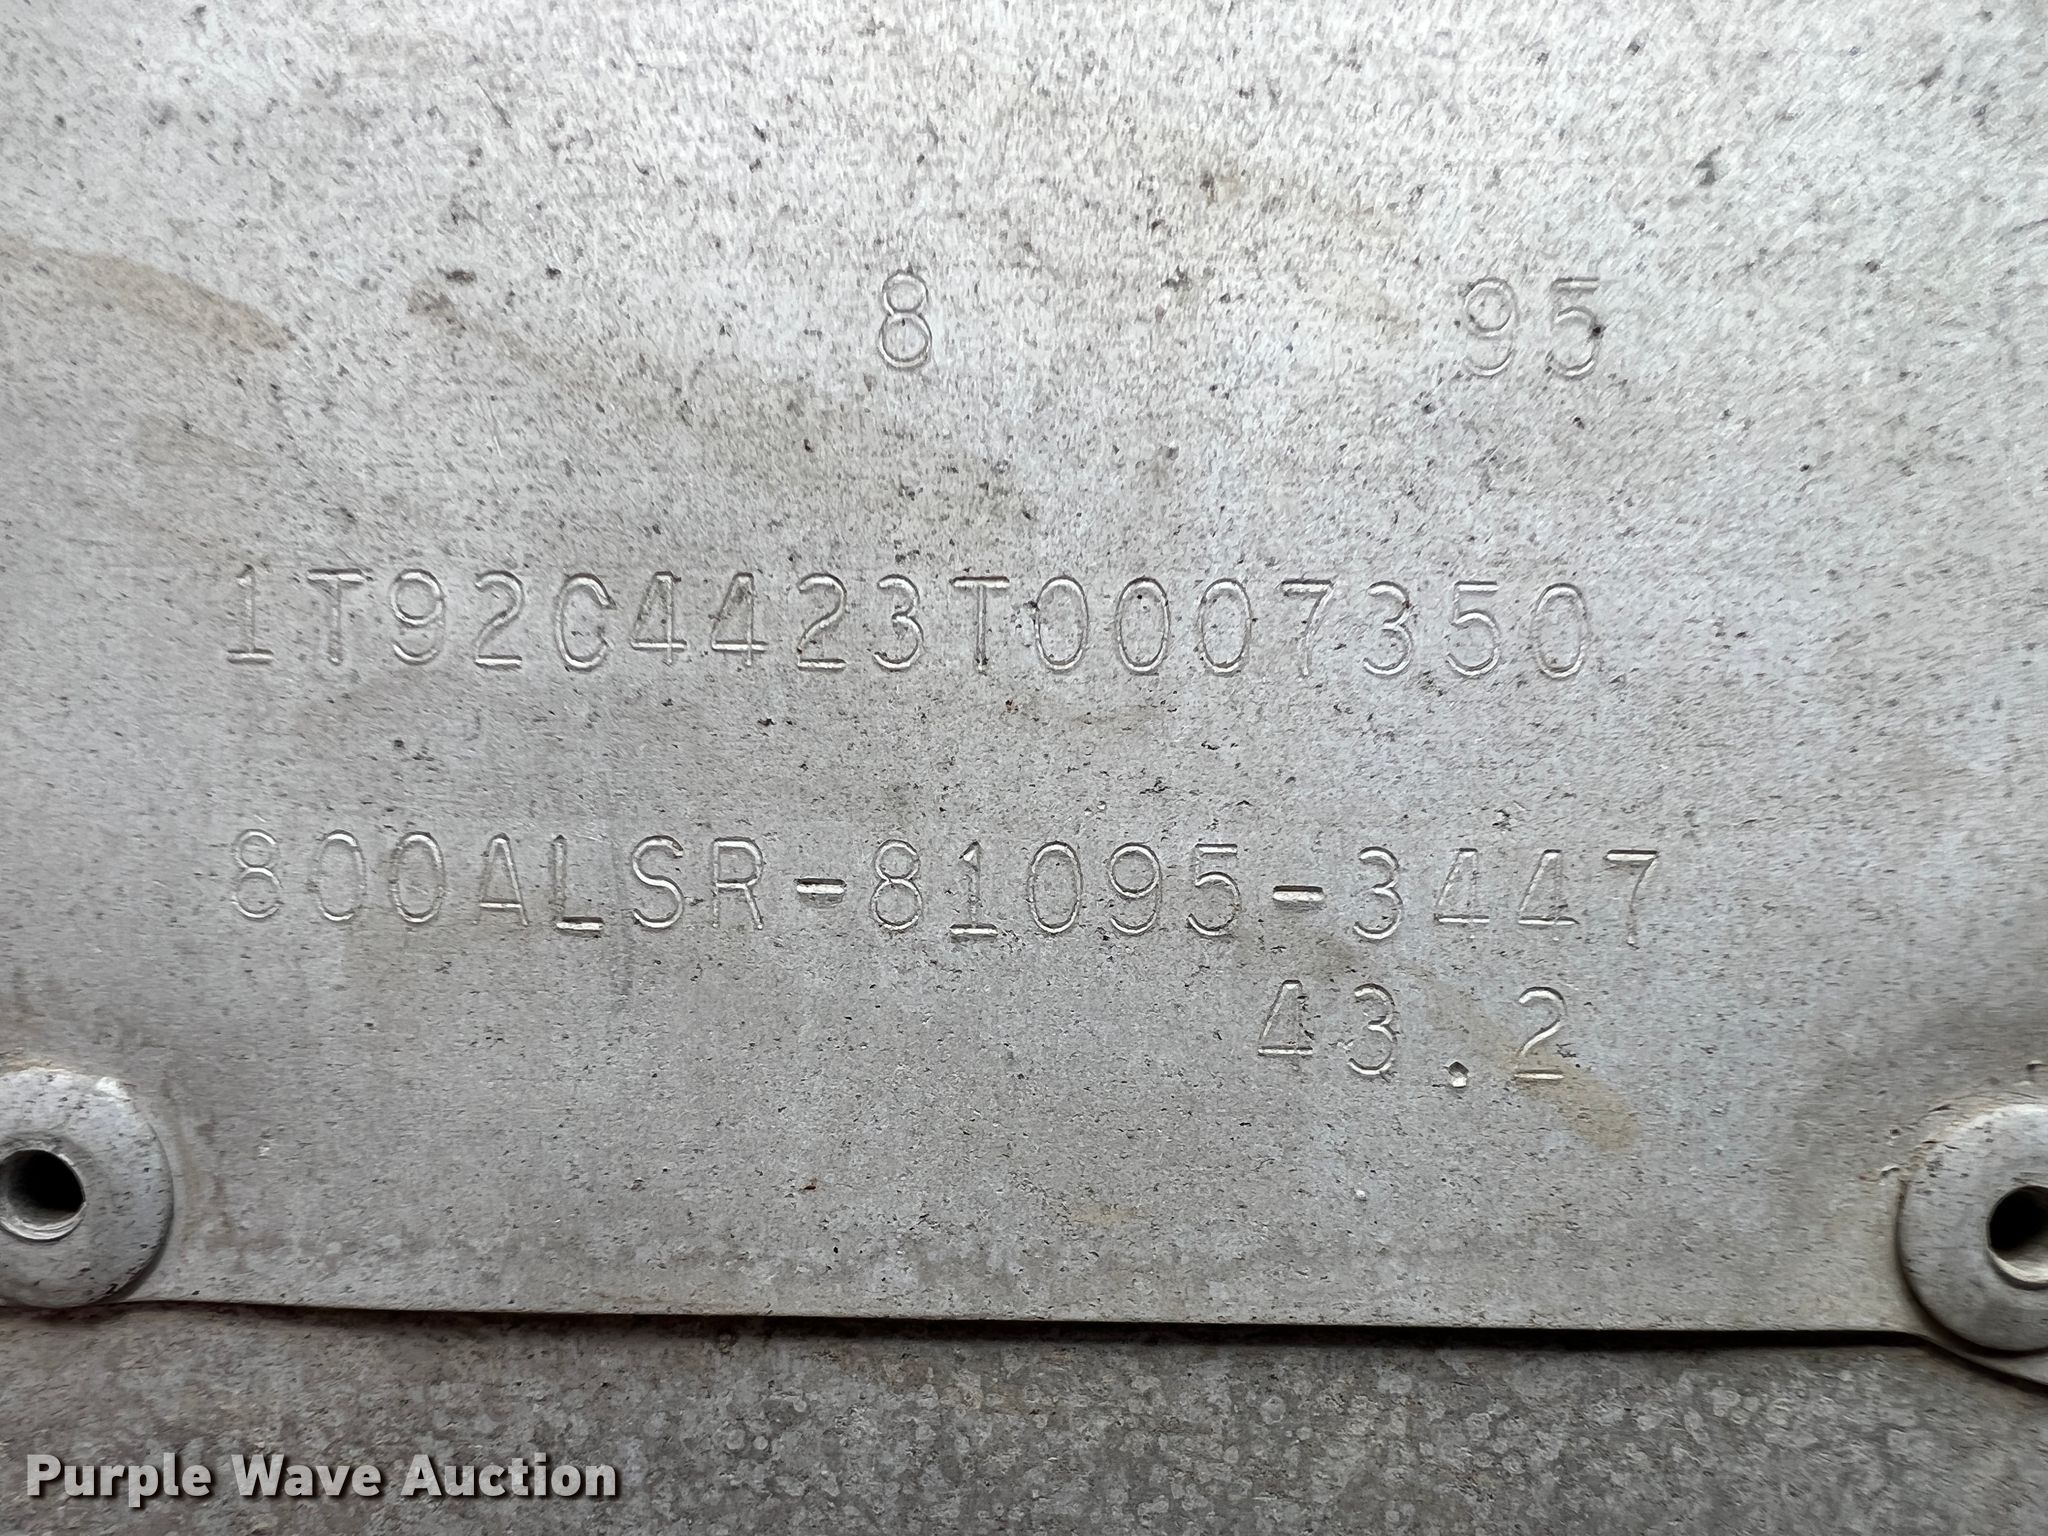 8 95
1T92C4423T0007350
800ALSR-81095-3447
43.2
Purple Wave Auction